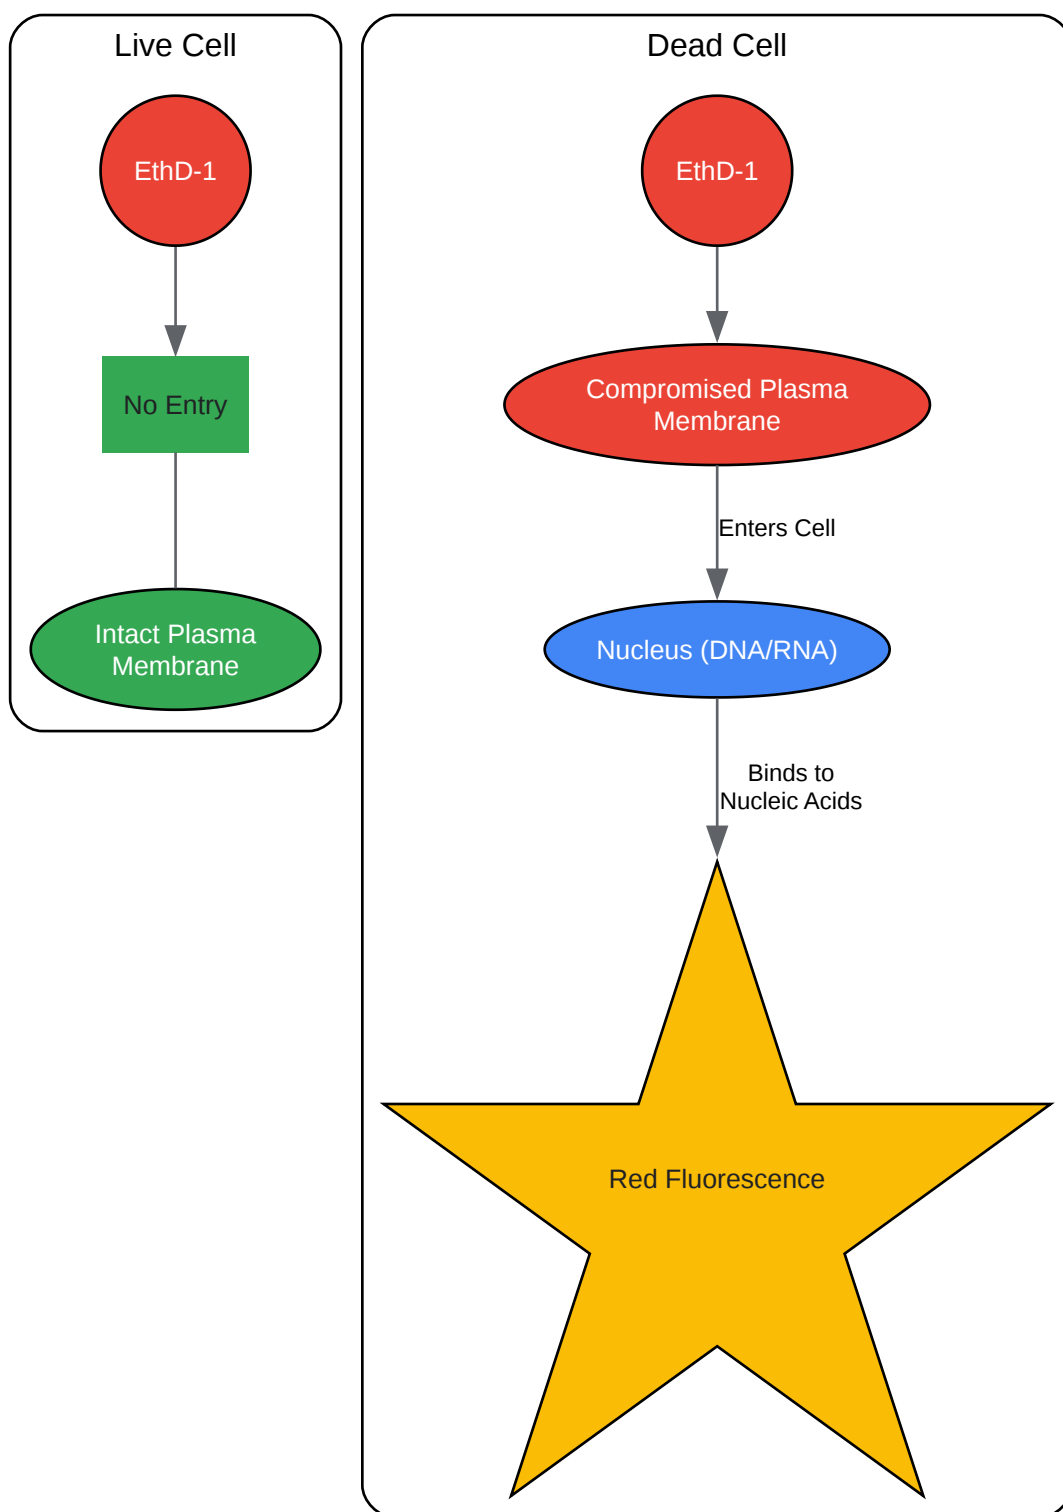 Live Cell
EthD-1
No Entry
Intact Plasma
Membrane
Dead Cell
EthD-1
Compromised Plasma
Membrane
Enters Cell
Nucleus (DNA/RNA)
Binds to
Nucleic Acids
Red Fluorescence